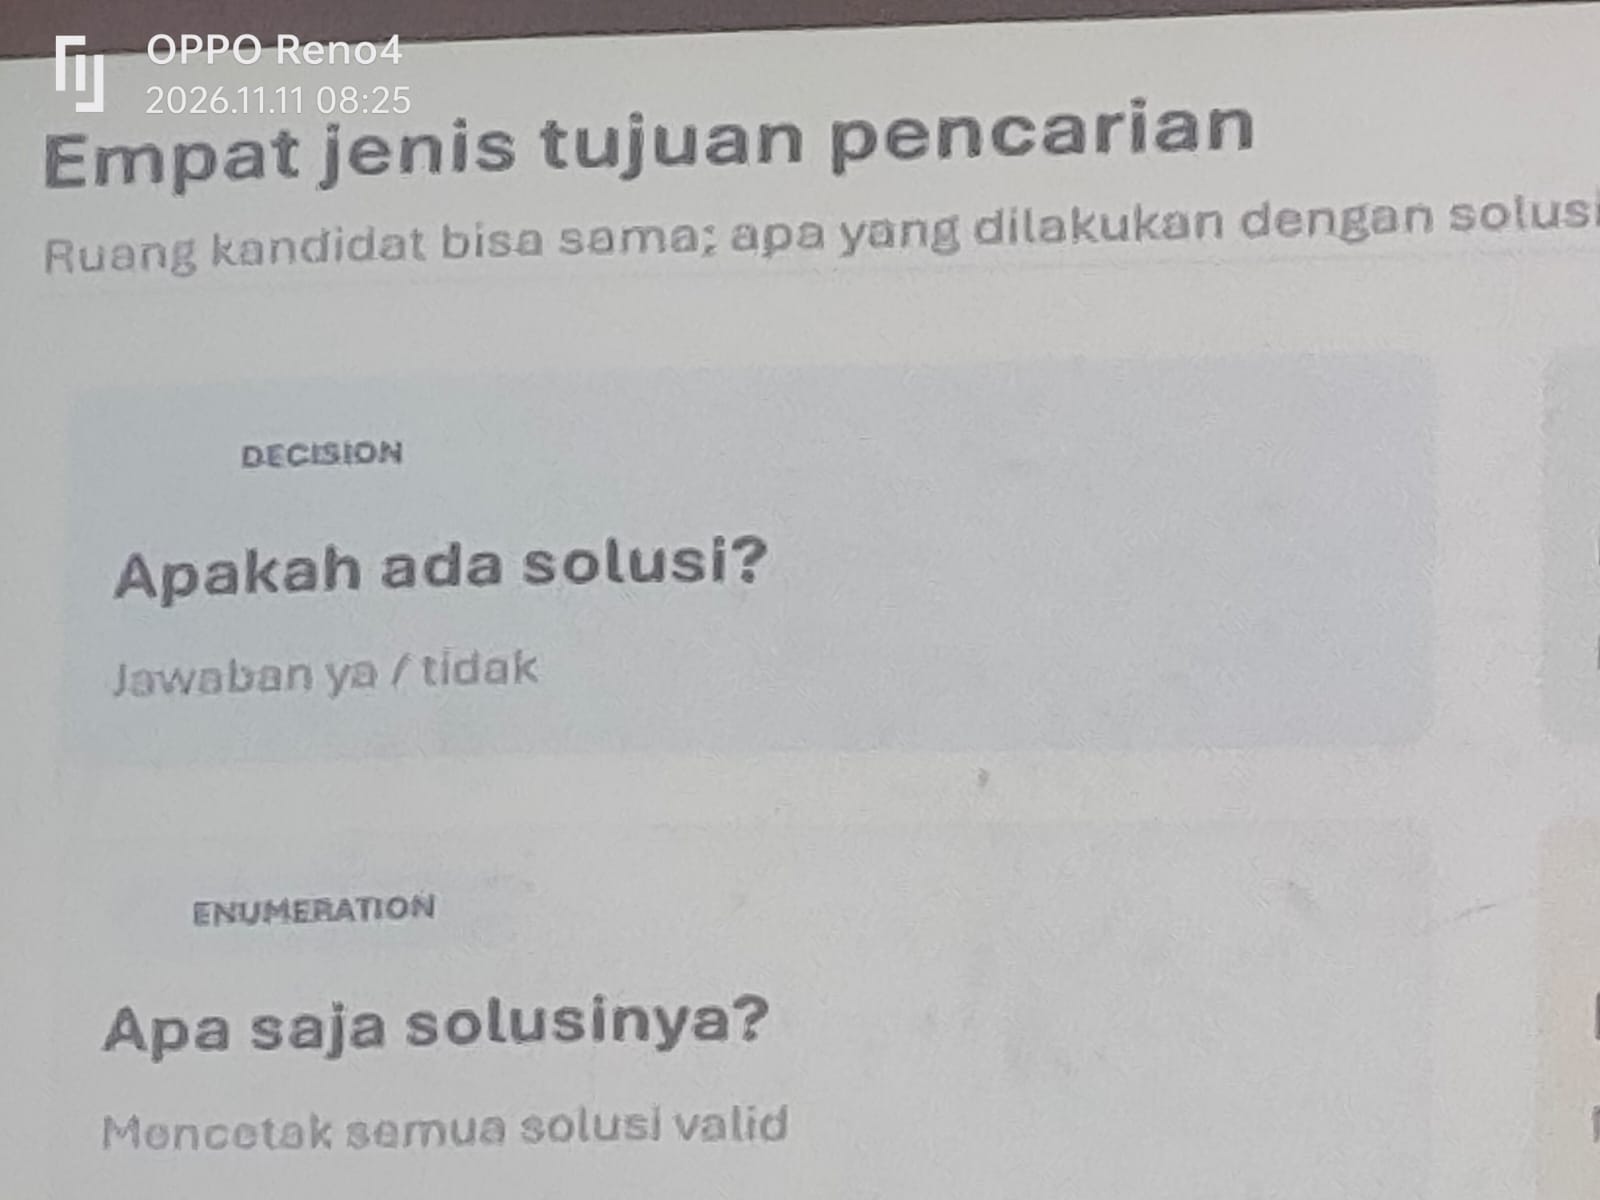 OPPO Reno4
2026.11.11 08:25
Empat jenis tujuan pencarian
Ruang kandidat bisa sama; apa yang dilakukan dengan solusi
DECISION
Apakah ada solusi?
Jawaban ya / tidak
ENUMERATION
Apa saja solusinya?
Mencetak semua solusi valid